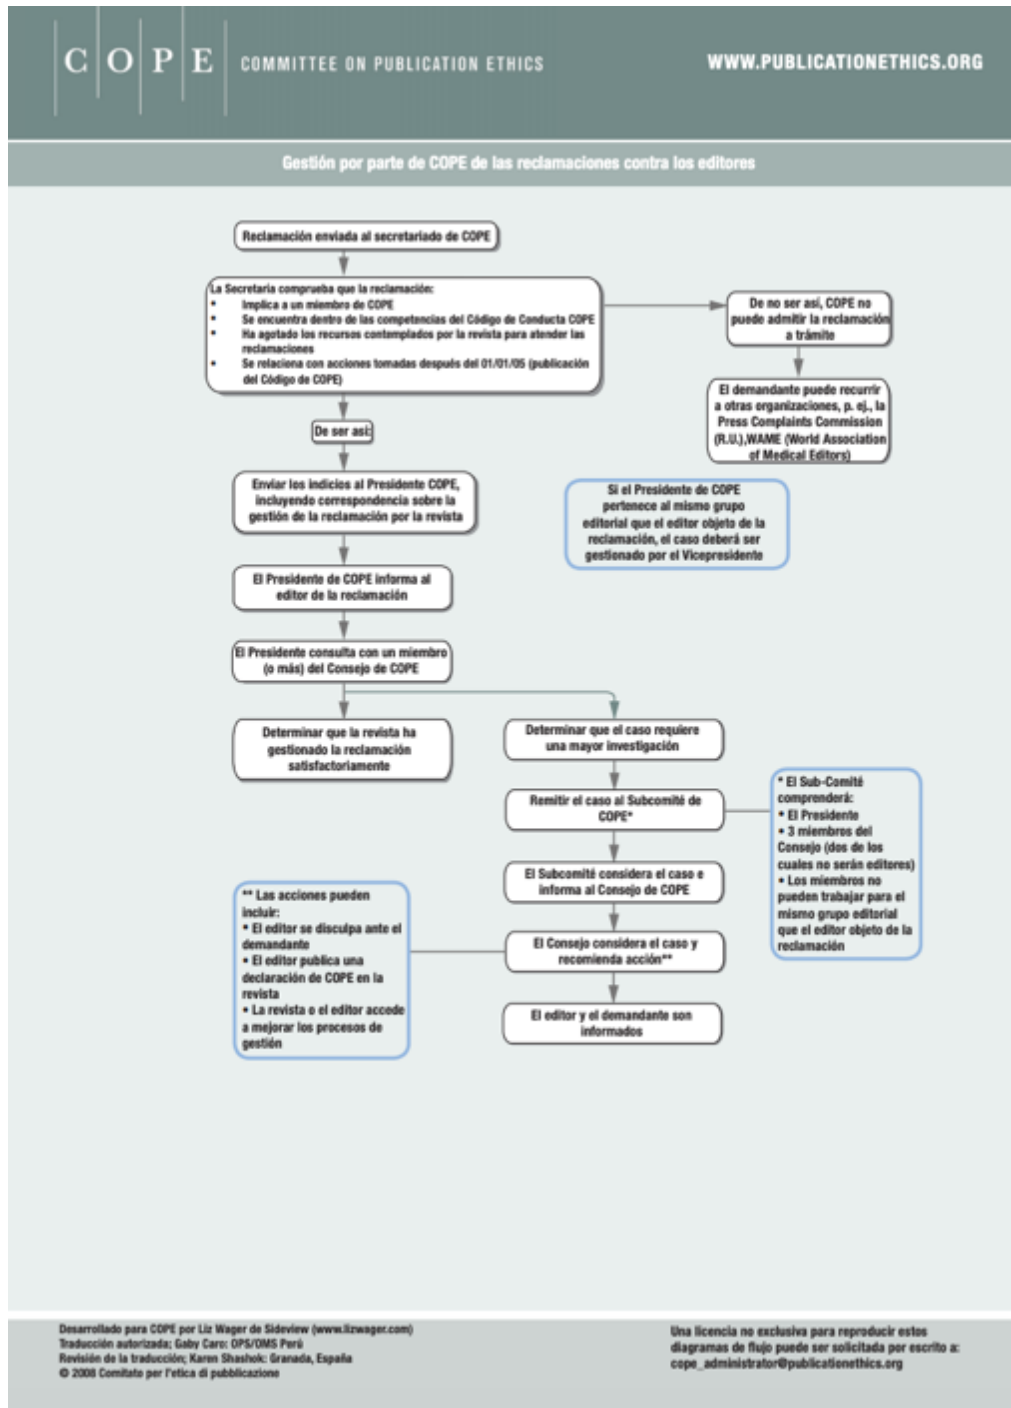 COPE COMMITTEE ON PUBLICATION ETHICS
WWW.PUBLICATIONETHICS.ORG
Gestión por parte de COPE de las reclamaciones contra los editores
Reclamación enviada al secretariado de COPE
La Secretaria comprueba que la reclamación:
• Implica a un miembro de COPE
• Se encuentra dentro de las competencias del Código de Conducta COPE
• Ha agotado los recursos contemplados por la revista para atender las
reclamaciones
• Se relaciona con acciones tomadas después del 01/01/05 (publicación
del Código de COPE)
De no ser así, COPE no
puede admitir la reclamación
a trámite
El demandante puede recurrir
a otras organizaciones, p. ej., la
Press Complaints Commission
(R.U.),WAME (World Association
of Medical Editors)
De ser así:
Enviar los indicios al Presidente COPE,
incluyendo correspondencia sobre la
gestión de la reclamación por la revista
Si el Presidente de COPE
pertenece al mismo grupo
editorial que el editor objeto de la
reclamación, el caso deberá ser
gestionado por el Vicepresidente
El Presidente de COPE informa al
editor de la reclamación
El Presidente consulta con un miembro
(o más) del Consejo de COPE
Determinar que la revista ha
gestionado la reclamación
satisfactoriamente
Determinar que el caso requiere
una mayor investigación
Remitir el caso al Subcomité de
COPE*
* El Sub-Comité
comprenderá:
• El Presidente
• 3 miembros del
Consejo (dos de los
cuales no serán editores)
• Los miembros no
pueden trabajar para el
mismo grupo editorial
que el editor objeto de la
reclamación
El Subcomité considera el caso e
informa al Consejo de COPE
** Las acciones pueden
incluir:
• El editor se disculpa ante el
demandante
• El editor publica una
declaración de COPE en la
revista
• La revista o el editor accede
a mejorar los procesos de
gestión
El Consejo considera el caso y
recomienda acción**
El editor y el demandante son
informados
Desarrollado para COPE por Liz Wager de Sideview (www.lizwager.com)
Traducción autorizada; Gaby Caro: OPS/OMS Perú
Revisión de la traducción; Karen Shashok: Granada, España
© 2008 Comitato per l'etica di pubblicazione
Una licencia no exclusiva para reproducir estos
diagramas de flujo puede ser solicitada por escrito a:
cope_administrator@publicationethics.org